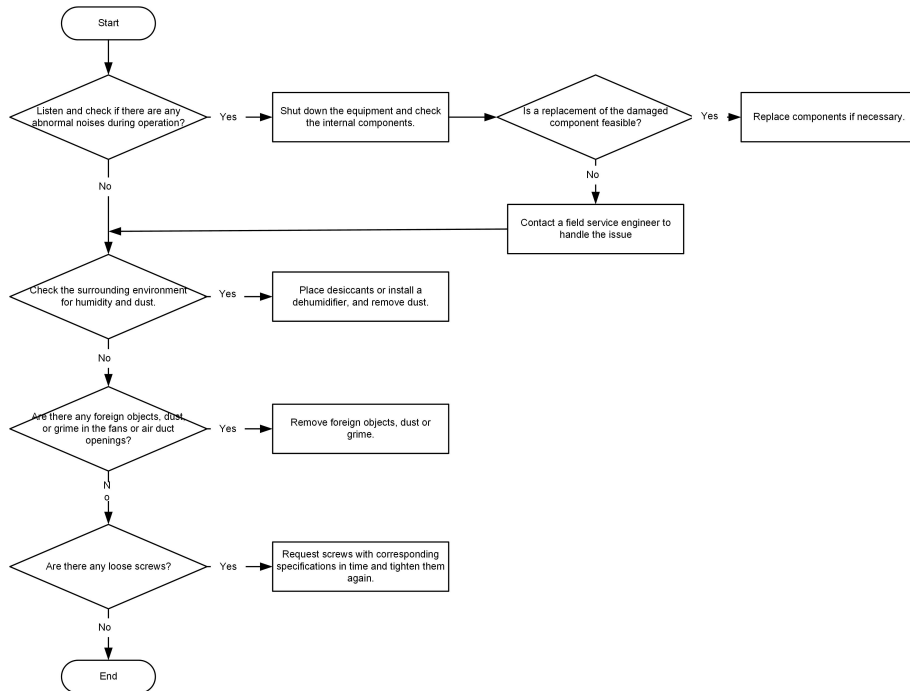 Start
Listen and check if there are any
abnormal noises during operation?
Yes
Shut down the equipment and check
the internal components.
Is a replacement of the damaged
component feasible?
Yes
Replace components if necessary.
No
No
Contact a field service engineer to
handle the issue
Check the surrounding environment
for humidity and dust.
Yes
Place desiccants or install a
dehumidifier, and remove dust.
No
Are there any foreign objects, dust,
or grime in the fans or air duct
openings?
Yes
Remove foreign objects, dust or
grime.
N
o
Are there any loose screws?
Yes
Request screws with corresponding
specifications in time and tighten them
again.
No
End